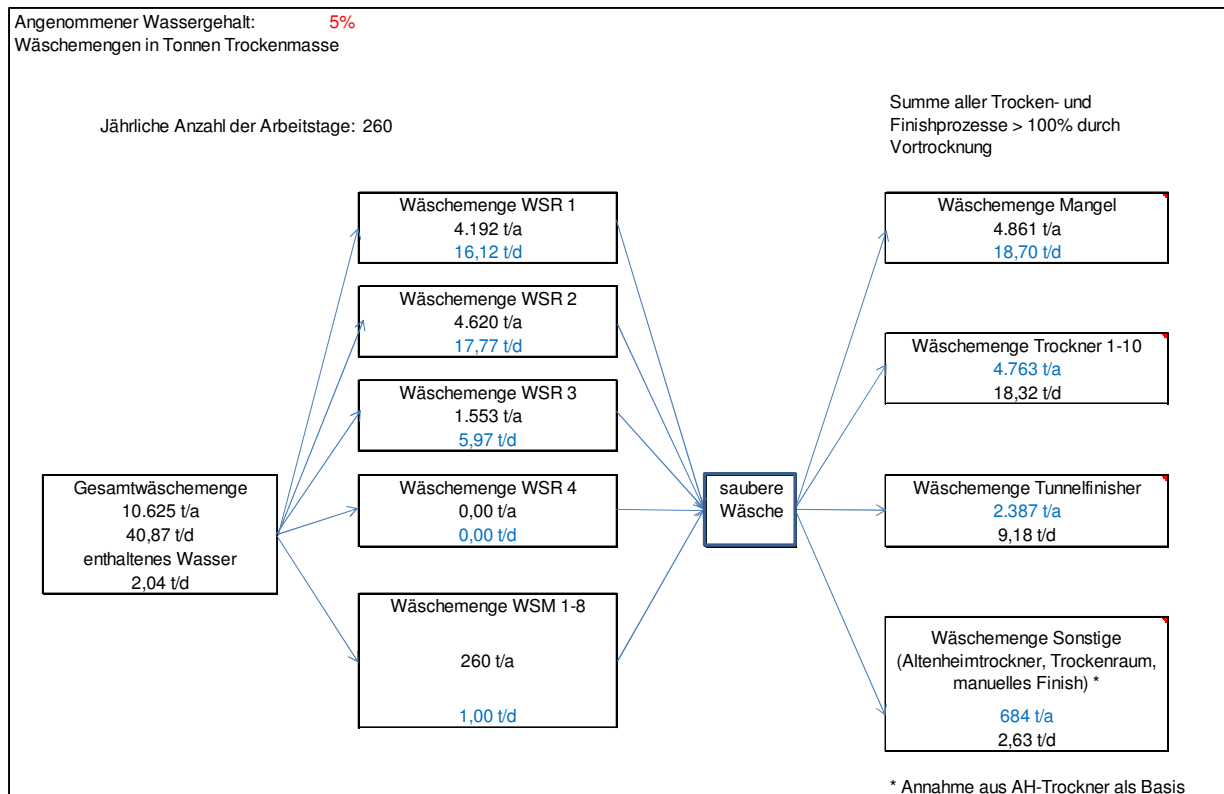 Angenommener Wassergehalt: 5%
Wäschemengen in Tonnen Trockenmasse
Jährliche Anzahl der Arbeitstage: 260
Summe aller Trocken- und
Finishprozesse > 100% durch
Vortrocknung
Gesamtwäschemenge
10.625 t/a
40,87 t/d
enthaltenes Wasser
2,04 t/d
Wäschemenge WSR 1
4.192 t/a
16,12 t/d
Wäschemenge WSR 2
4.620 t/a
17,77 t/d
Wäschemenge WSR 3
1.553 t/a
5,97 t/d
Wäschemenge WSR 4
0,00 t/a
0,00 t/d
Wäschemenge WSM 1-8
260 t/a
1,00 t/d
saubere
Wäsche
Wäschemenge Mangel
4.861 t/a
18,70 t/d
Wäschemenge Trockner 1-10
4.763 t/a
18,32 t/d
Wäschemenge Tunnelfinisher
2.387 t/a
9,18 t/d
Wäschemenge Sonstige
(Altenheimtrockner, Trockenraum,
manuelles Finish) *
684 t/a
2,63 t/d
* Annahme aus AH-Trockner als Basis